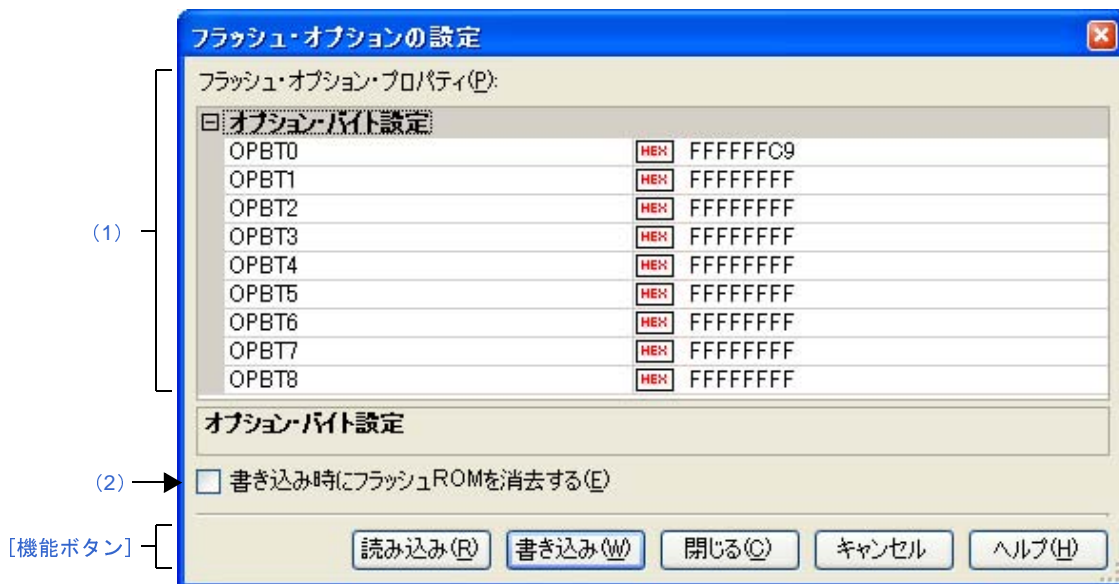 フラッシュ・オプションの設定
フラッシュ・オプション・プロパティ(P):
オプション・バイト設定
OPBT0 HEX FFFFFFC9
OPBT1 HEX FFFFFFFF
OPBT2 HEX FFFFFFFF
(1)
OPBT3 HEX FFFFFFFF
OPBT4 HEX FFFFFFFF
OPBT5 HEX FFFFFFFF
OPBT6 HEX FFFFFFFF
OPBT7 HEX FFFFFFFF
OPBT8 HEX FFFFFFFF
オプション・バイト設定
(2) 書き込み時にフラッシュROMを消去する(E)
[機能ボタン] 読み込み(R) 書き込み(W) 閉じる(C) キャンセル ヘルプ(H)